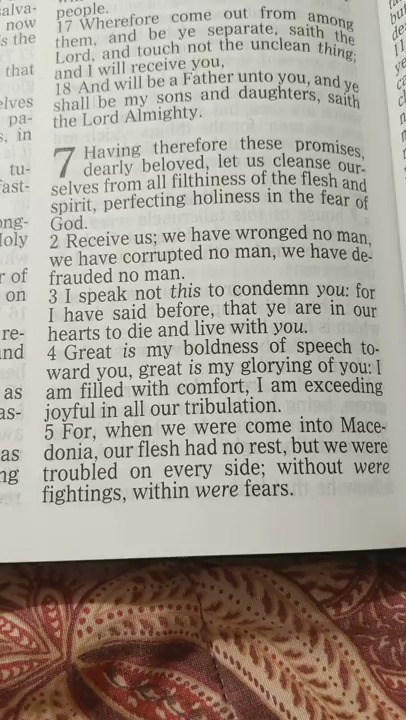 alva-
now
s the
that
elves
pa-
s, in
tu-
fast-
ong-
Holy
r of
on
re-
and
as
as-
as
ng
people.
17 Wherefore come out from among
them, and be ye separate, saith the
Lord, and touch not the unclean thing;
and I will receive you,
18 And will be a Father unto you, and ye
shall be my sons and daughters, saith
the Lord Almighty.
7 Having therefore these promises,
dearly beloved, let us cleanse our-
selves from all filthiness of the flesh and
spirit, perfecting holiness in the fear of
God.
2 Receive us; we have wronged no man,
we have corrupted no man, we have de-
frauded no man.
3 I speak not this to condemn you: for
I have said before, that ye are in our
hearts to die and live with you.
4 Great is my boldness of speech to-
ward you, great is my glorying of you: I
am filled with comfort, I am exceeding
joyful in all our tribulation.
5 For, when we were come into Mace-
donia, our flesh had no rest, but we were
troubled on every side; without were
fightings, within were fears.